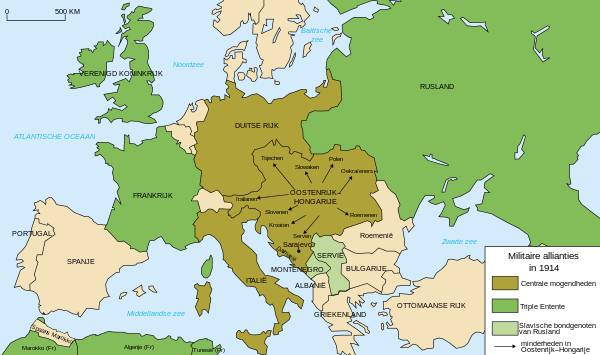 0 500 KM
Baltische
zee
Noordzee
VERENIGD KONINKRIJK
RUSLAND
ATLANTISCHE OCEAAN
DUITSE RIJK
Tsjechen
Slowaken
Polen
Oekraïeners
FRANKRIJK
Italianen
OOSTENRIJK
HONGARIJE
Slovenen
Roemenen
Kroaten
Serven
PORTUGAL
Roemenië
Sarajevo
Zwarte zee
SPANJE
SERVIË
MONTENEGRO
BULGARIJE
ITALIË
ALBANIË
OTTOMAANSE RIJK
Middellandse zee
GRIEKENLAND
Spaans Marokko
Marokko (Fr)
Algerije (Fr)
Tunesië (Fr)
Militaire allianties
in 1914
Centrale mogendheden
Triple Entente
Slavische bondgenoten
van Rusland
minderheden in
Oostenrijk-Hongarije